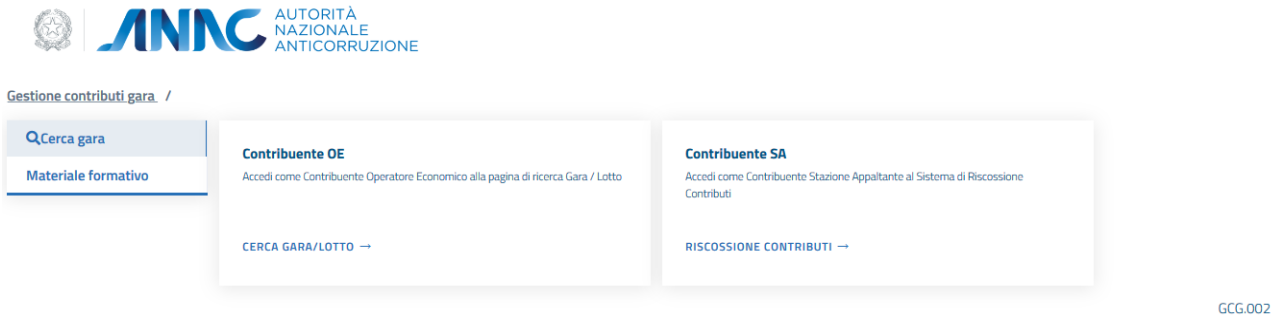 ANAC
AUTORITÀ
NAZIONALE
ANTICORRUZIONE
Gestione contributi gara /
Cerca gara
Materiale formativo
Contribuente OE
Accedi come Contribuente Operatore Economico alla pagina di ricerca Gara / Lotto
CERCA GARA/LOTTO →
Contribuente SA
Accedi come Contribuente Stazione Appaltante al Sistema di Riscossione
Contributi
RISCOSSIONE CONTRIBUTI →
GCG.002